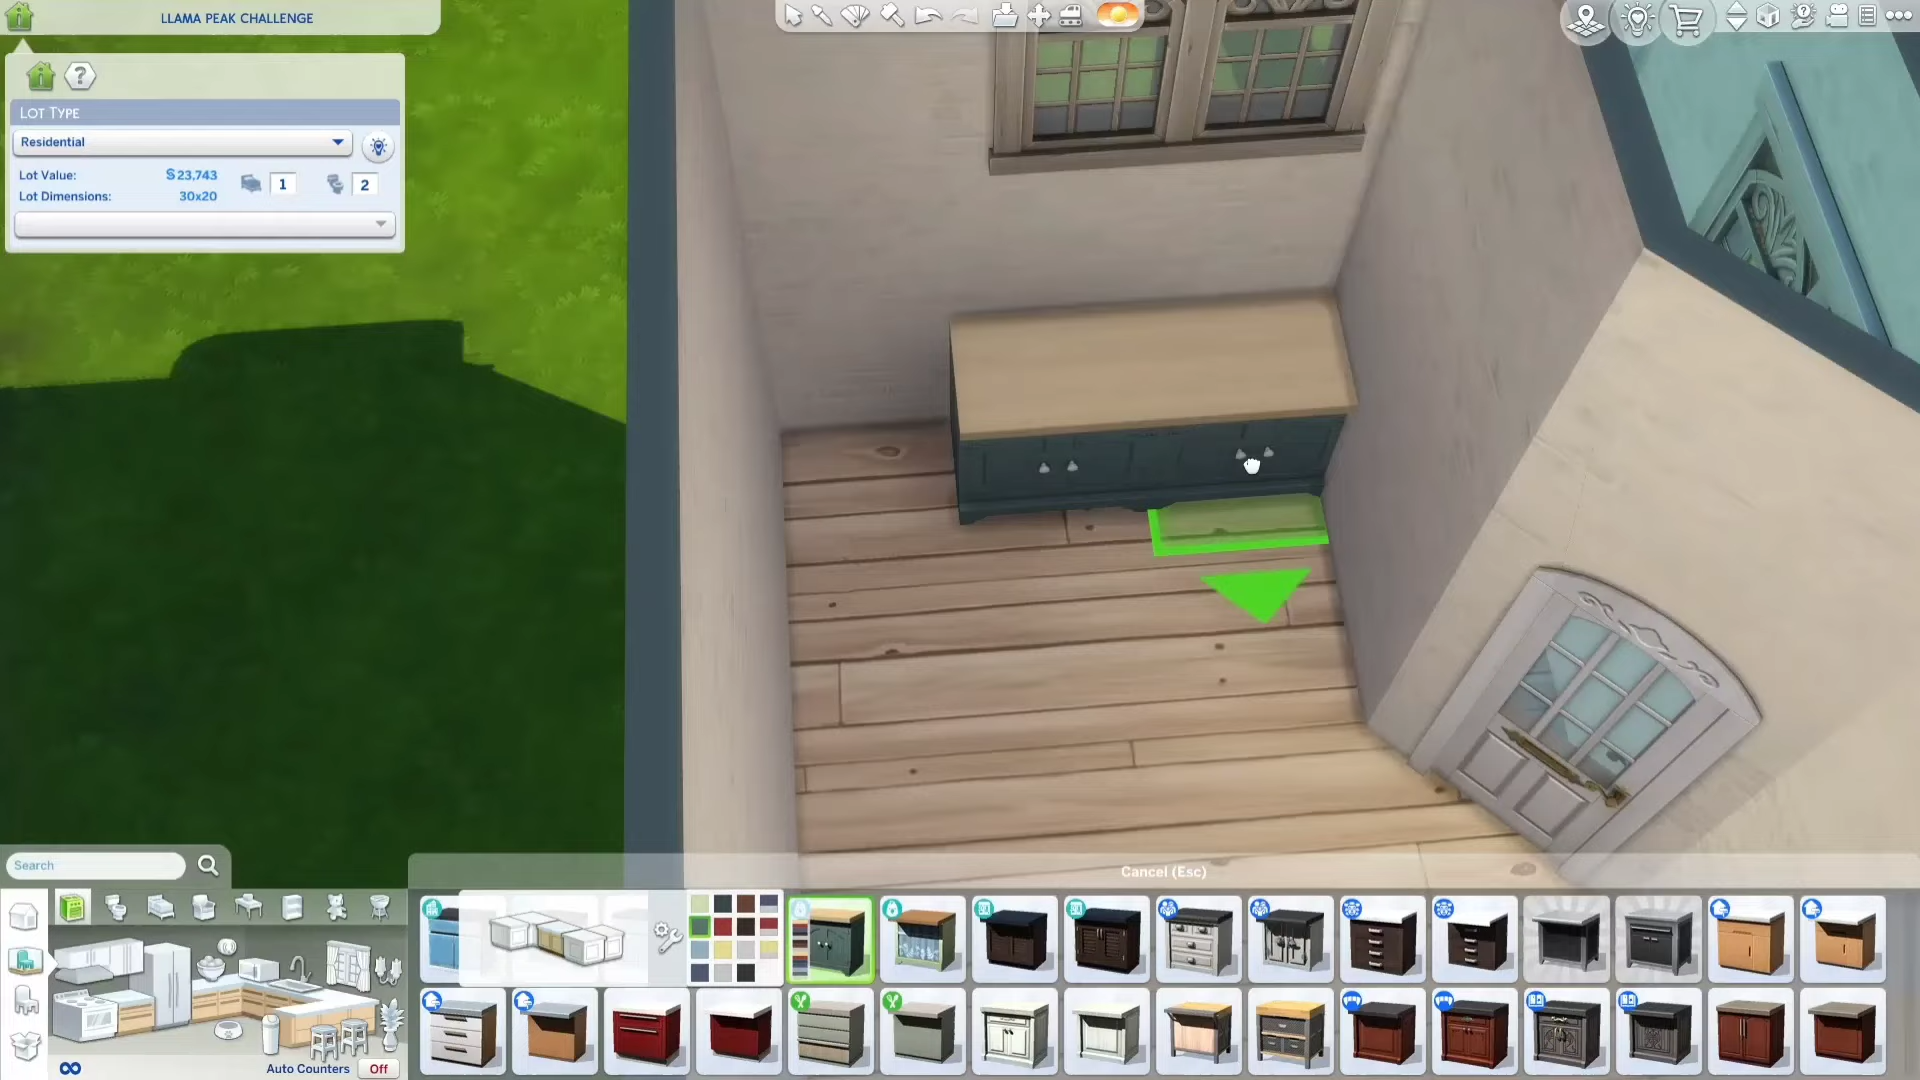 LLAMA PEAK CHALLENGE
LOT TYPE
Residential
Lot Value: §23,743 1 2
Lot Dimensions: 30x20
Cancel (Esc)
Search
Auto Counters Off